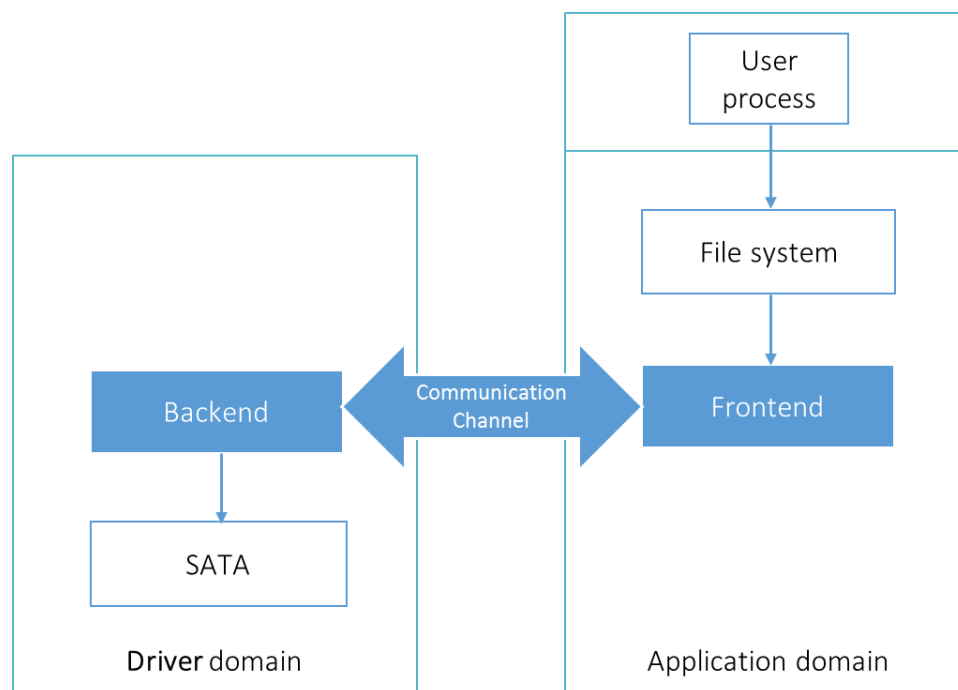 User
process
File system
Communication
Channel
Backend
Frontend
SATA
Driver domain
Application domain